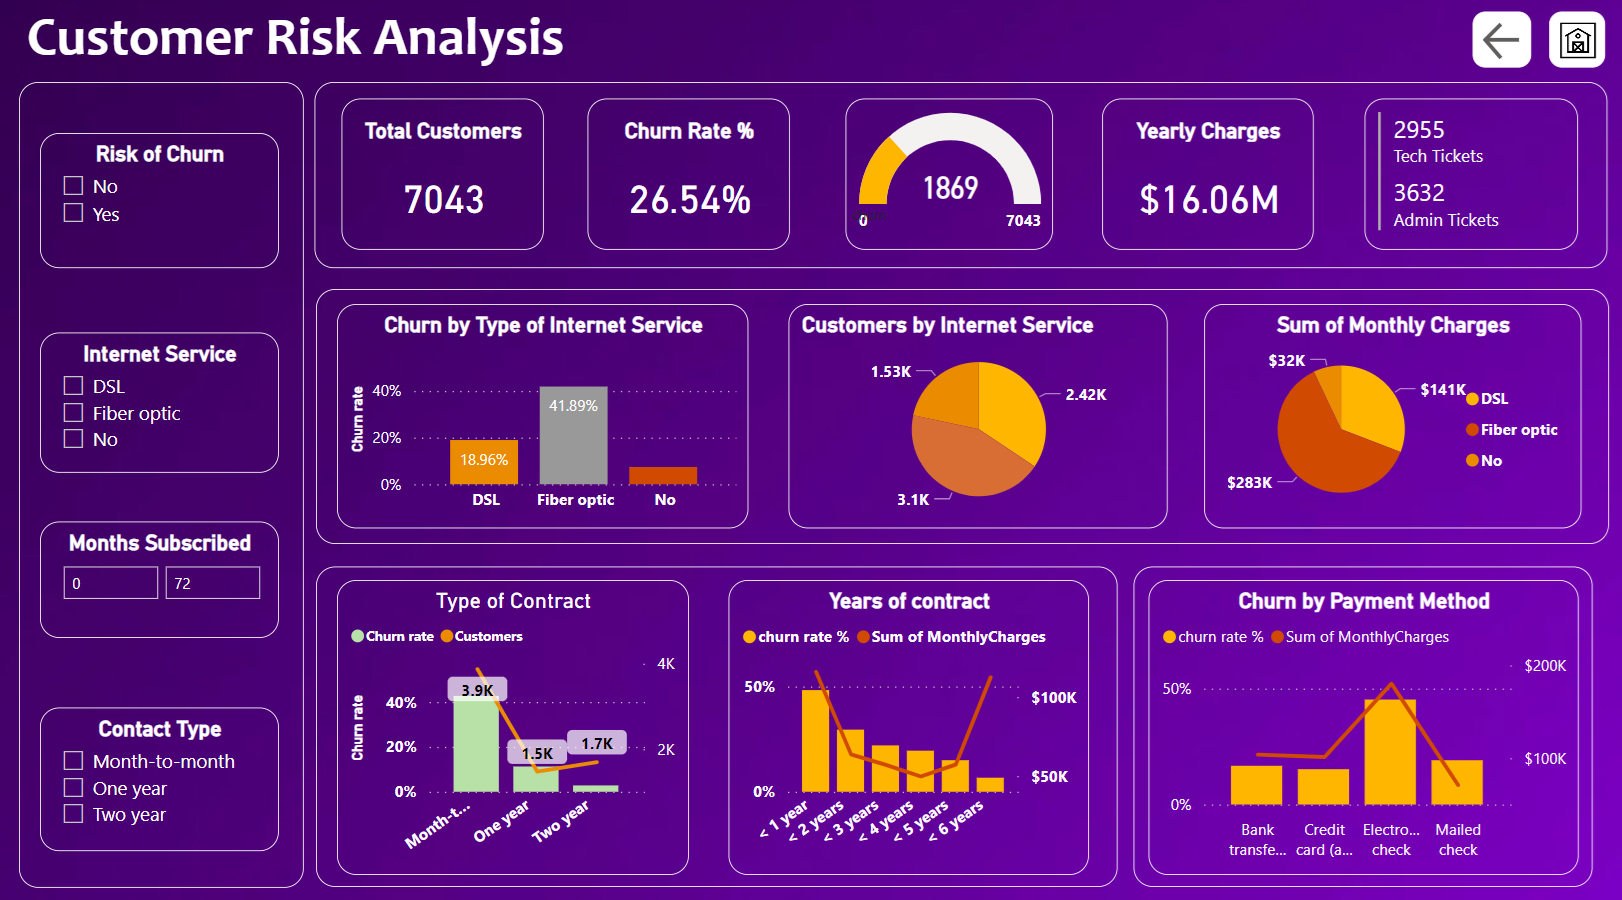 Customer Risk Analysis
Risk of Churn
No
Yes
Internet Service
DSL
Fiber optic
No
Months Subscribed
0 72
Contact Type
Month-to-month
One year
Two year
Total Customers
7043
Churn Rate %
26.54%
1869
0 7043
Yearly Charges
$16.06M
2955
Tech Tickets
3632
Admin Tickets
Churn by Type of Internet Service
Churn rate
40%
20%
0%
18.96%
41.89%
DSL Fiber optic No
Customers by Internet Service
1.53K
2.42K
3.1K
Sum of Monthly Charges
$32K
$141K
$283K
DSL
Fiber optic
No
Type of Contract
Churn rate Customers
Churn rate
40%
20%
0%
4K
2K
3.9K
1.5K
1.7K
Month-t...
One year
Two year
Years of contract
churn rate % Sum of MonthlyCharges
50%
0%
$100K
$50K
< 1 year
< 2 years
< 3 years
< 4 years
< 5 years
< 6 years
Churn by Payment Method
churn rate % Sum of MonthlyCharges
50%
0%
$200K
$100K
Bank
transfe...
Credit
card (a...
Electro...
check
Mailed
check